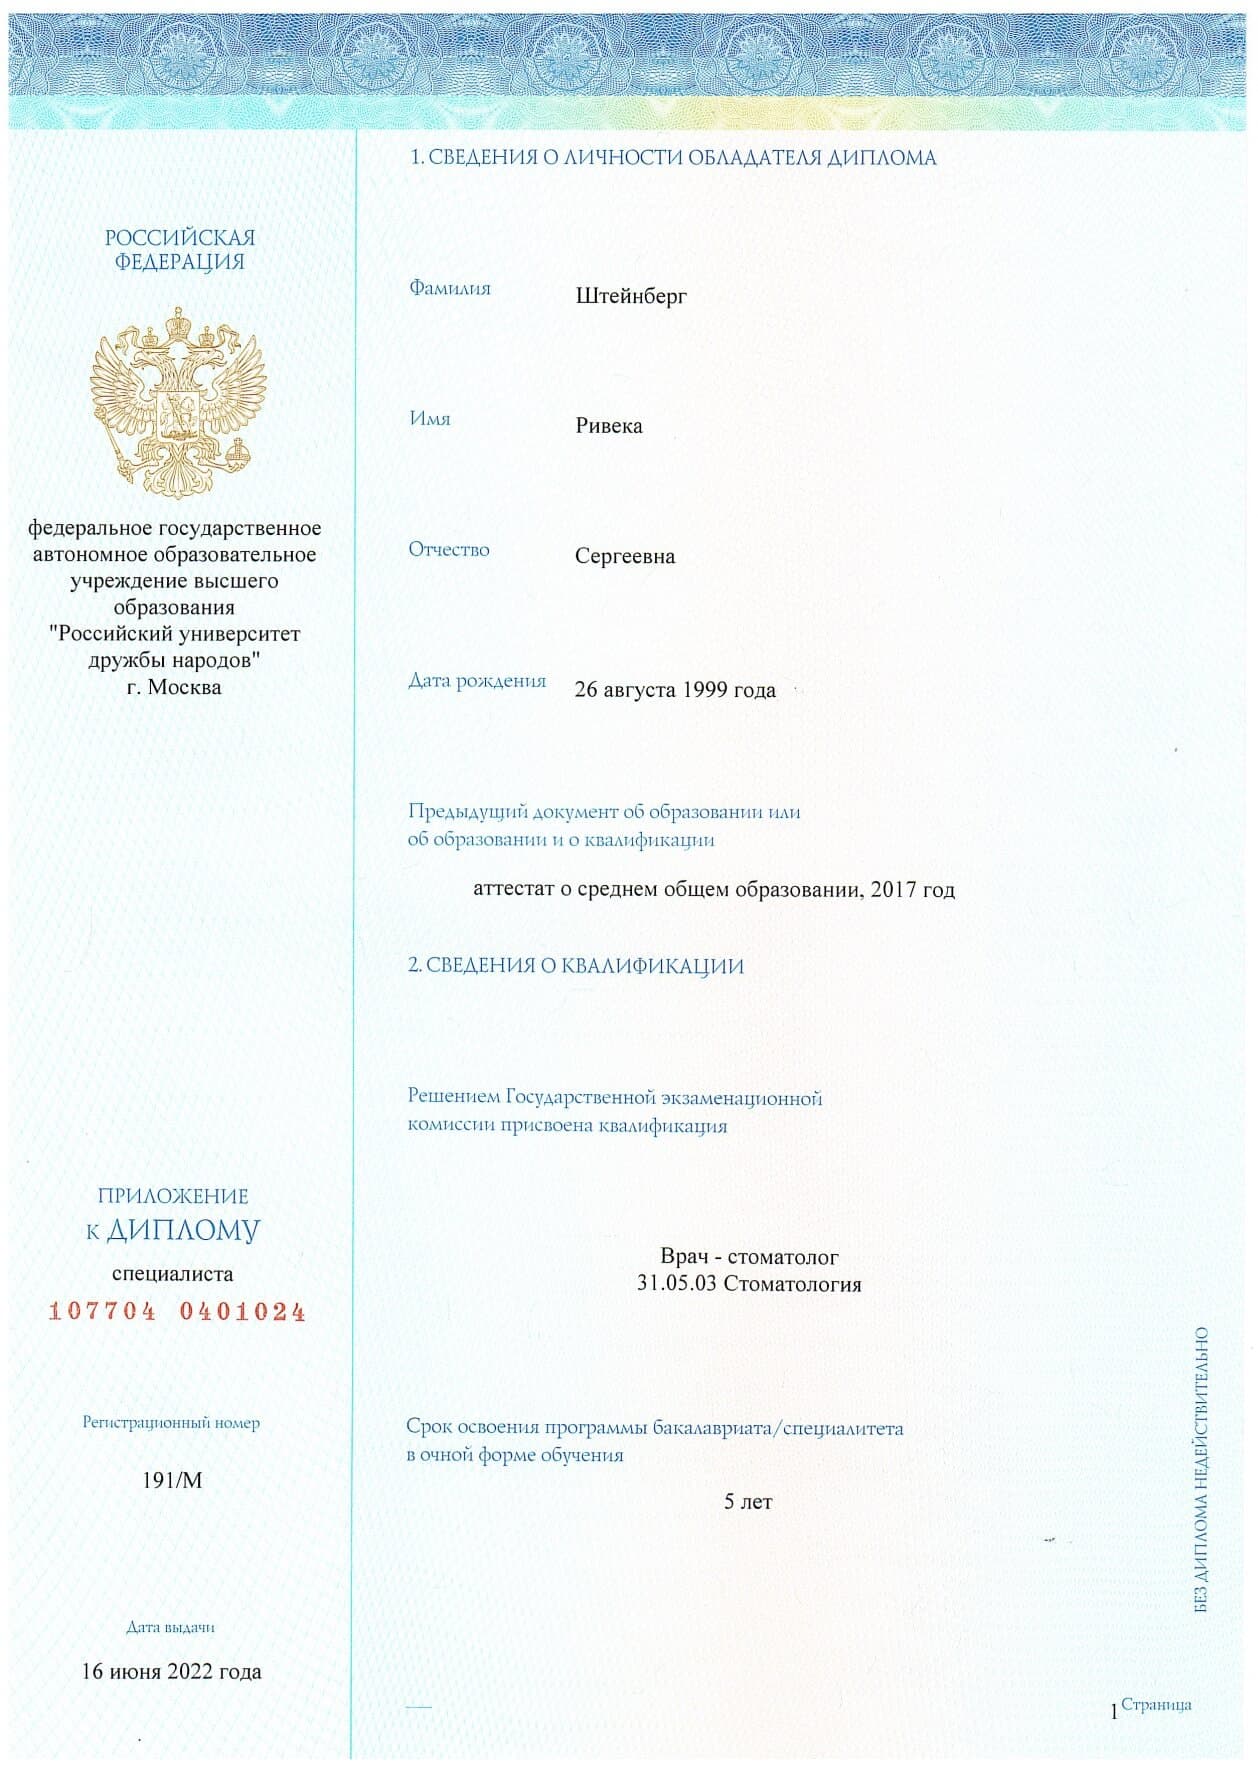 РОССИЙСКАЯ
ФЕДЕРАЦИЯ
федеральное государственное
автономное образовательное
учреждение высшего
образования
"Российский университет
дружбы народов"
г. Москва
ПРИЛОЖЕНИЕ
к ДИПЛОМУ
специалиста
107704 0401024
Регистрационный номер
191/М
Дата выдачи
16 июня 2022 года
1. СВЕДЕНИЯ О ЛИЧНОСТИ ОБЛАДАТЕЛЯ ДИПЛОМА
Фамилия Штейнберг
Имя Ривека
Отчество Сергеевна
Дата рождения 26 августа 1999 года
Предыдущий документ об образовании или
об образовании и о квалификации
аттестат о среднем общем образовании, 2017 год
2. СВЕДЕНИЯ О КВАЛИФИКАЦИИ
Решением Государственной экзаменационной
комиссии присвоена квалификация
Врач - стоматолог
31.05.03 Стоматология
Срок освоения программы бакалавриата/специалитета
в очной форме обучения
5 лет
БЕЗ ДИПЛОМА НЕДЕЙСТВИТЕЛЬНО
1 Страница